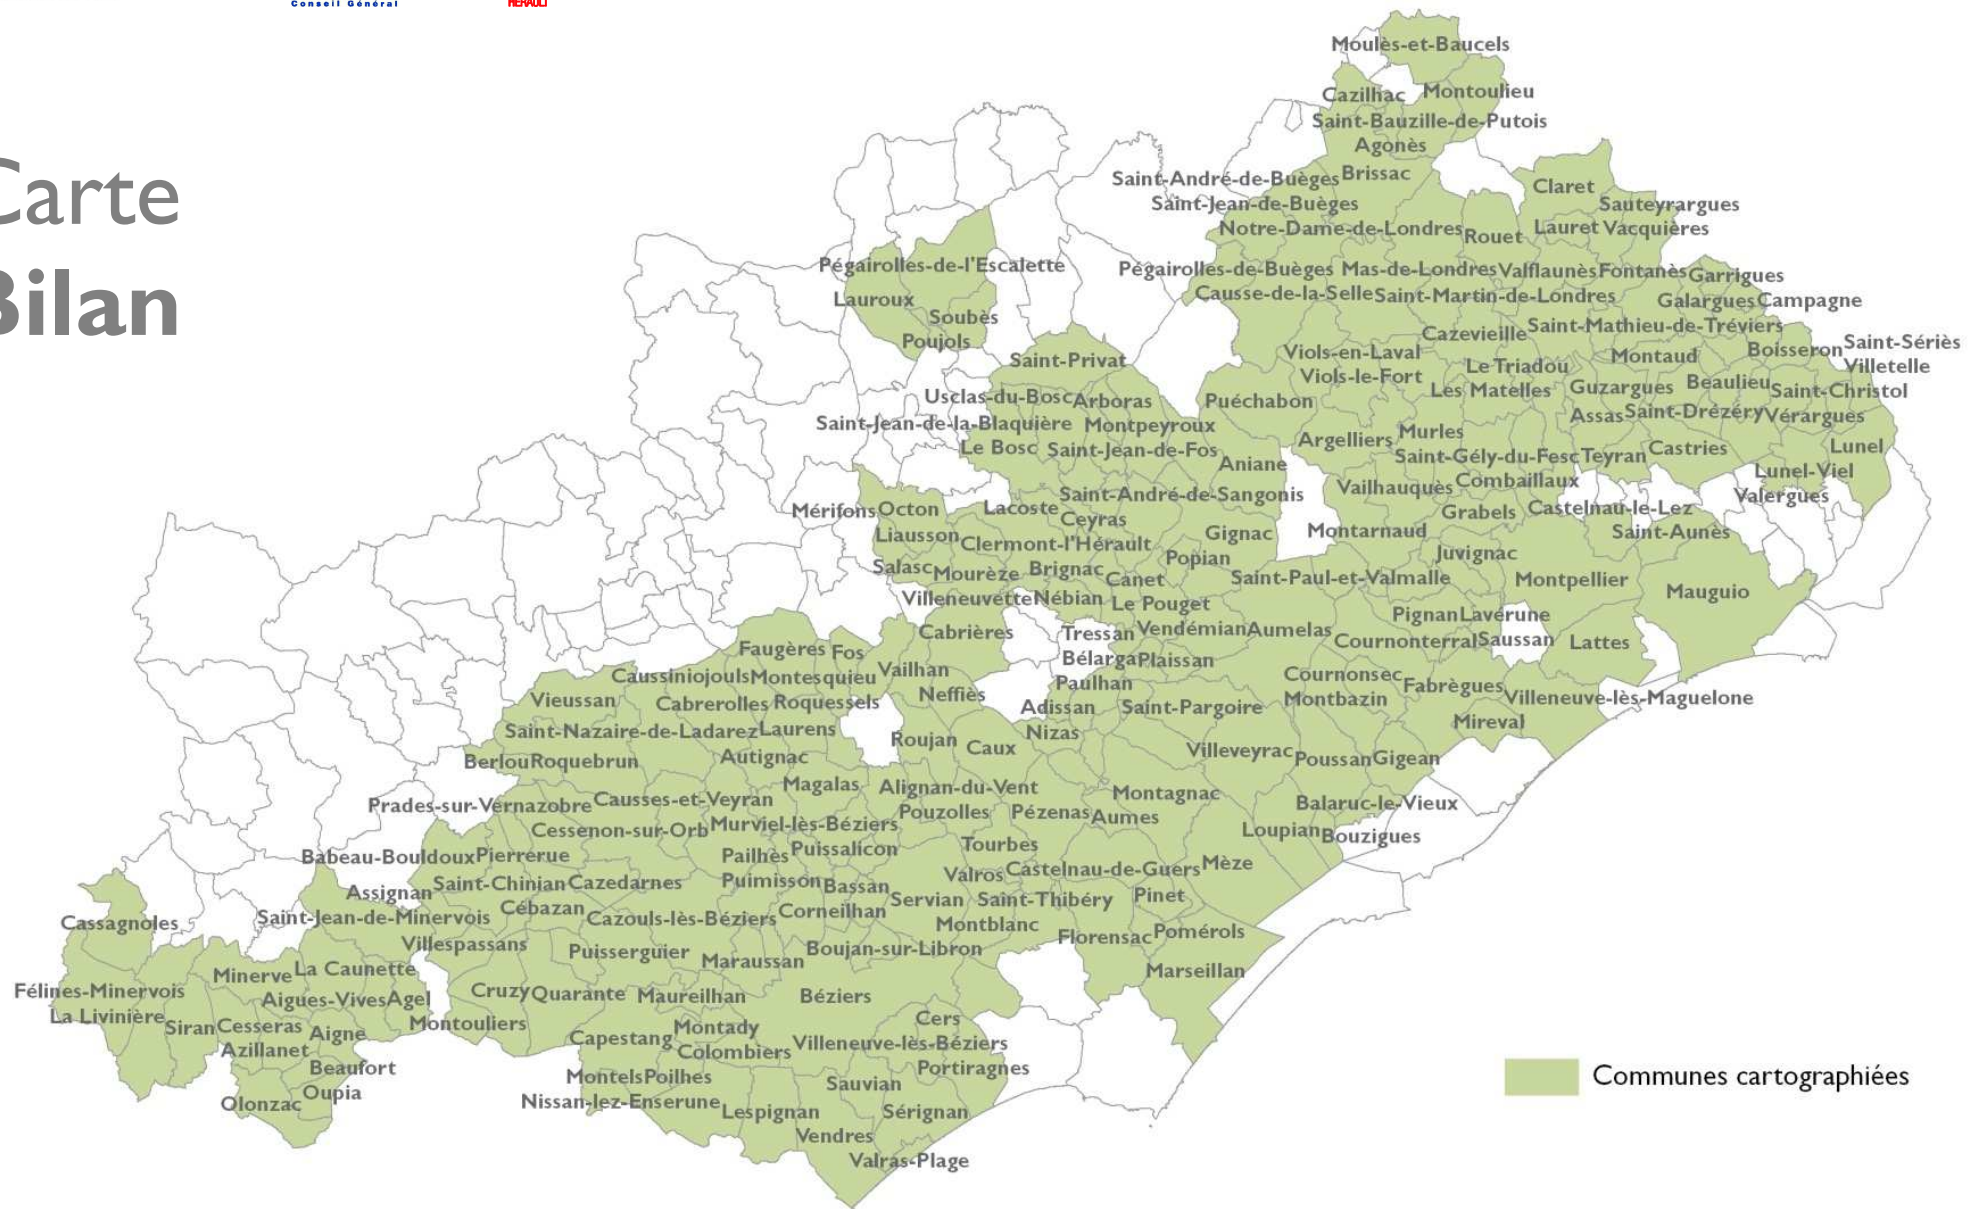 Conseil Général
HÉRAULT
Carte
Bilan
Moulès-et-Baucels
Cazilhac
Montoulieu
Saint-Bauzille-de-Putois
Agonès
Saint-André-de-Buèges
Brissac
Claret
Saint-Jean-de-Buèges
Sauteyrargues
Notre-Dame-de-Londres
Rouet
Lauret
Vacquières
Pégairolles-de-l'Escalette
Pégairolles-de-Buèges
Mas-de-Londres
Valflaunès
Fontanès
Garrigues
Lauroux
Causse-de-la-Selle
Saint-Martin-de-Londres
Galargues
Campagne
Soubès
Cazevieille
Saint-Mathieu-de-Tréviers
Poujols
Saint-Privat
Viols-en-Laval
Le Triadou
Montaud
Boisseron
Saint-Sériès
Villetelle
Viols-le-Fort
Les Matelles
Guzargues
Beaulieu
Saint-Christol
Usclas-du-Bosc
Arboras
Puéchabon
Assas
Saint-Drézéry
Vérargues
Saint-Jean-de-la-Blaquière
Montpeyroux
Argelliers
Murles
Le Bosc
Saint-Jean-de-Fos
Saint-Gély-du-Fesc
Teyran
Castries
Lunel
Aniane
Lunel-Viel
Vailhauquès
Combaillaux
Saint-André-de-Sangonis
Valergues
Mérifons
Octon
Lacoste
Ceyras
Grabels
Castelnau-le-Lez
Liausson
Clermont-l'Hérault
Gignac
Montarnaud
Saint-Aunès
Popian
Juvignac
Salasc
Mourèze
Brignac
Canet
Saint-Paul-et-Valmalle
Montpellier
Mauguio
Villeneuvette
Nébian
Le Pouget
Pignan
Lavérune
Cabrières
Tressan
Vendémian
Aumelas
Cournonterral
Saussan
Lattes
Faugères
Fos
Bélarga
Plaissan
Caussiniojouls
Montesquieu
Vailhan
Paulhan
Cournonsec
Fabrègues
Vieussan
Cabrerolles
Roquessels
Neffiès
Adissan
Saint-Pargoire
Montbazin
Villeneuve-lès-Maguelone
Saint-Nazaire-de-Ladarez
Laurens
Roujan
Caux
Nizas
Mireval
Berlou
Roquebrun
Autignac
Villeveyrac
Poussan
Gigean
Magalas
Alignan-du-Vent
Montagnac
Prades-sur-Vernazobre
Causses-et-Veyran
Pouzolles
Pézenas
Aumes
Balaruc-le-Vieux
Cessenon-sur-Orb
Murviel-lès-Béziers
Loupian
Bouzigues
Babeau-Bouldoux
Pierrerue
Pailhès
Puissalicon
Tourbes
Assignan
Saint-Chinian
Cazedarnes
Puimisson
Bassan
Valros
Castelnau-de-Guers
Mèze
Cassagnoles
Saint-Jean-de-Minervois
Cébazan
Cazouls-lès-Béziers
Corneilhan
Servian
Saint-Thibéry
Pinet
Montblanc
Villespassans
Puisserguier
Maraussan
Boujan-sur-Libron
Florensac
Pomérols
Minerve
La Caunette
Marseillan
Félines-Minervois
Aigues-Vives
Agel
Cruzy
Quarante
Maureilhan
Béziers
La Livinière
Siran
Cesseras
Aigne
Montouliers
Capestang
Montady
Cers
Azillanet
Colombiers
Villeneuve-lès-Béziers
Beaufort
Montels
Poilhes
Sauvian
Portiragnes
Olonzac
Oupia
Nissan-lez-Enserune
Lespignan
Sérignan
Vendres
Valras-Plage
Communes cartographiées